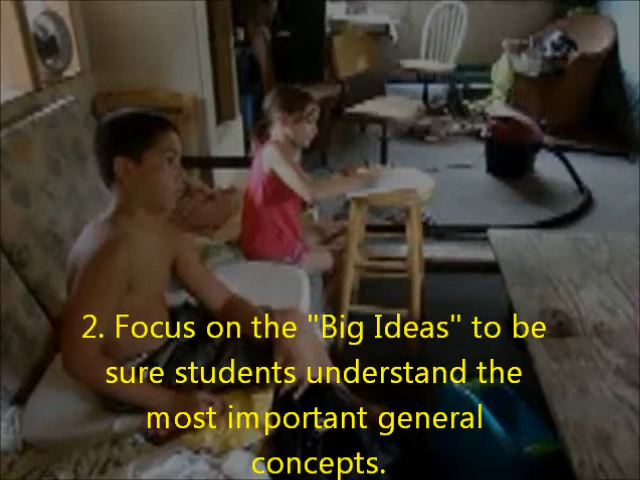 2. Focus on the "Big Ideas" to be
sure students understand the
most important general
concepts.